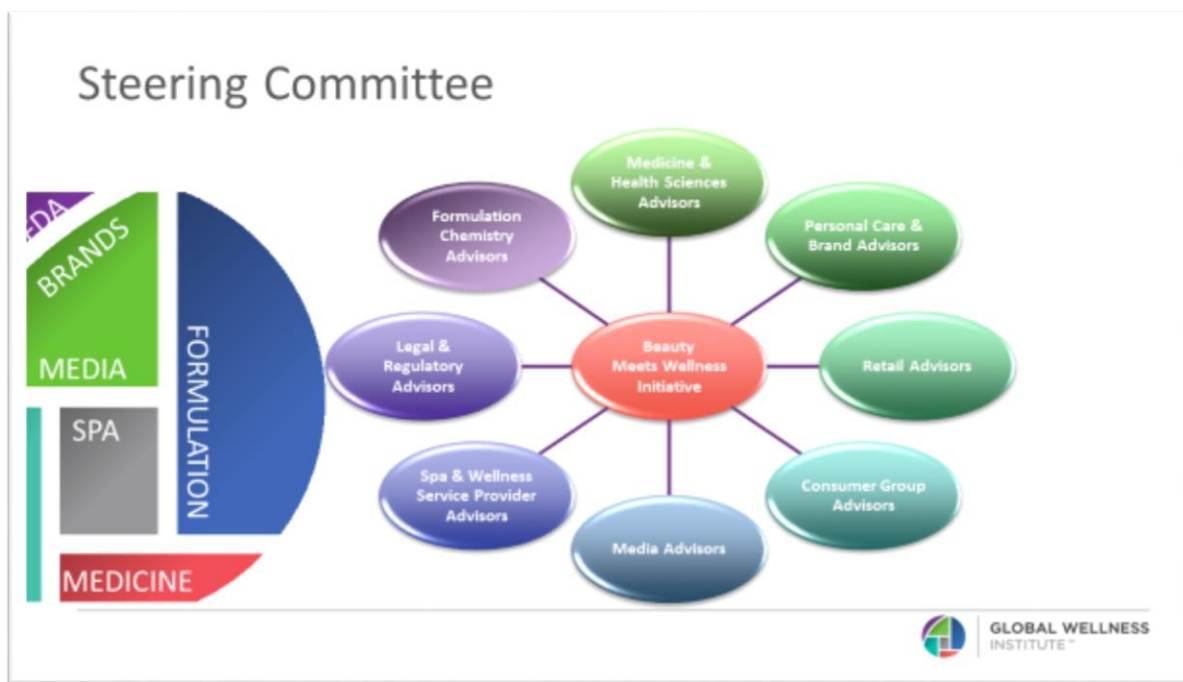 Steering Committee
BRANDS
MEDIA
SPA
FORMULATION
MEDICINE
Medicine &
Health Sciences
Advisors
Personal Care &
Brand Advisors
Retail Advisors
Consumer Group
Advisors
Media Advisors
Spa & Wellness
Service Provider
Advisors
Legal &
Regulatory
Advisors
Formulation
Chemistry
Advisors
Beauty
Meets Wellness
Initiative
GLOBAL WELLNESS
INSTITUTE™